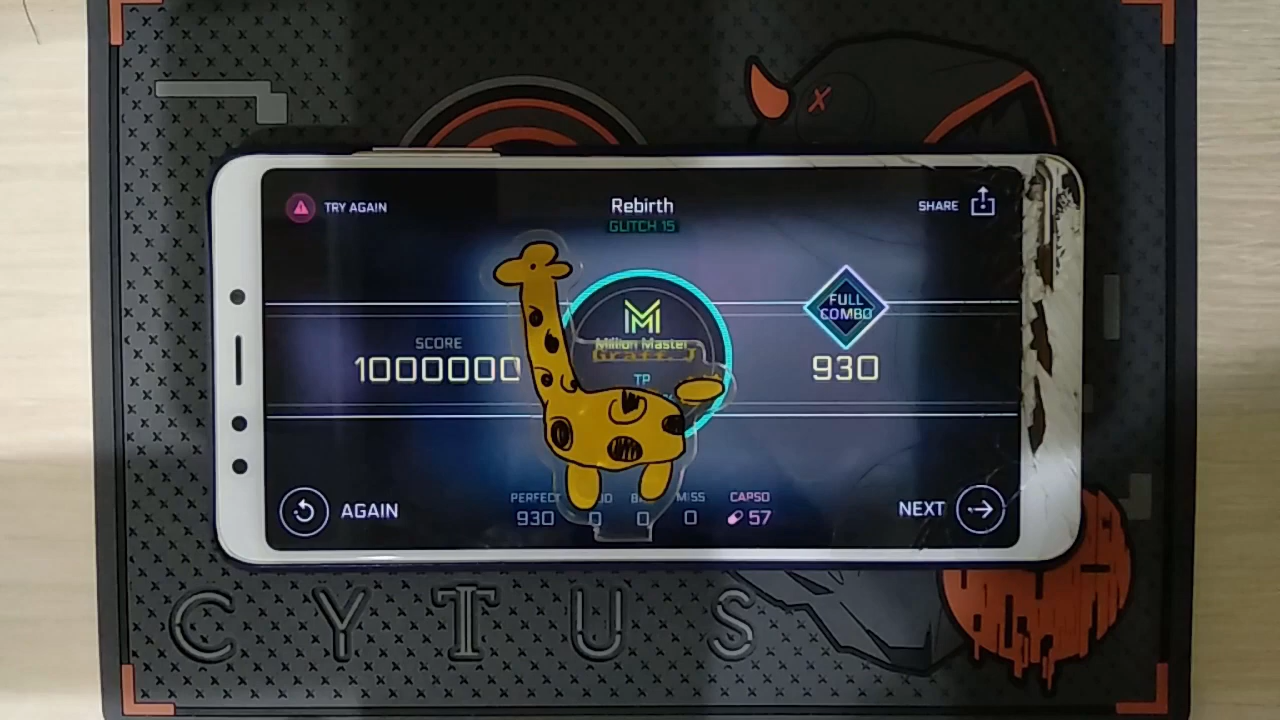 TRY AGAIN
Rebirth
SHARE
GLITCH 15
FULL
COMBO
SCORE
1000000
Million Master
Graff.J
TP
930
PERFECT
MISS
CAPSO
930
0
0
0
57
AGAIN
NEXT
CYTUS